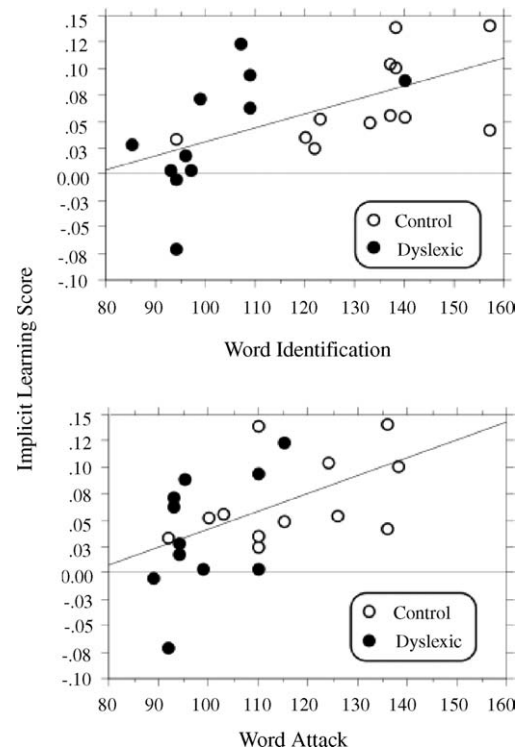 .15
.10
.08
.05
.03
0.00
-.03
-.05
-.08
-.10
Control
Dyslexic
80 90 100 110 120 130 140 150 160
Word Identification
Implicit Learning Score
.15
.10
.08
.05
.03
0.00
-.03
-.05
-.08
-.10
Control
Dyslexic
80 90 100 110 120 130 140 150 160
Word Attack